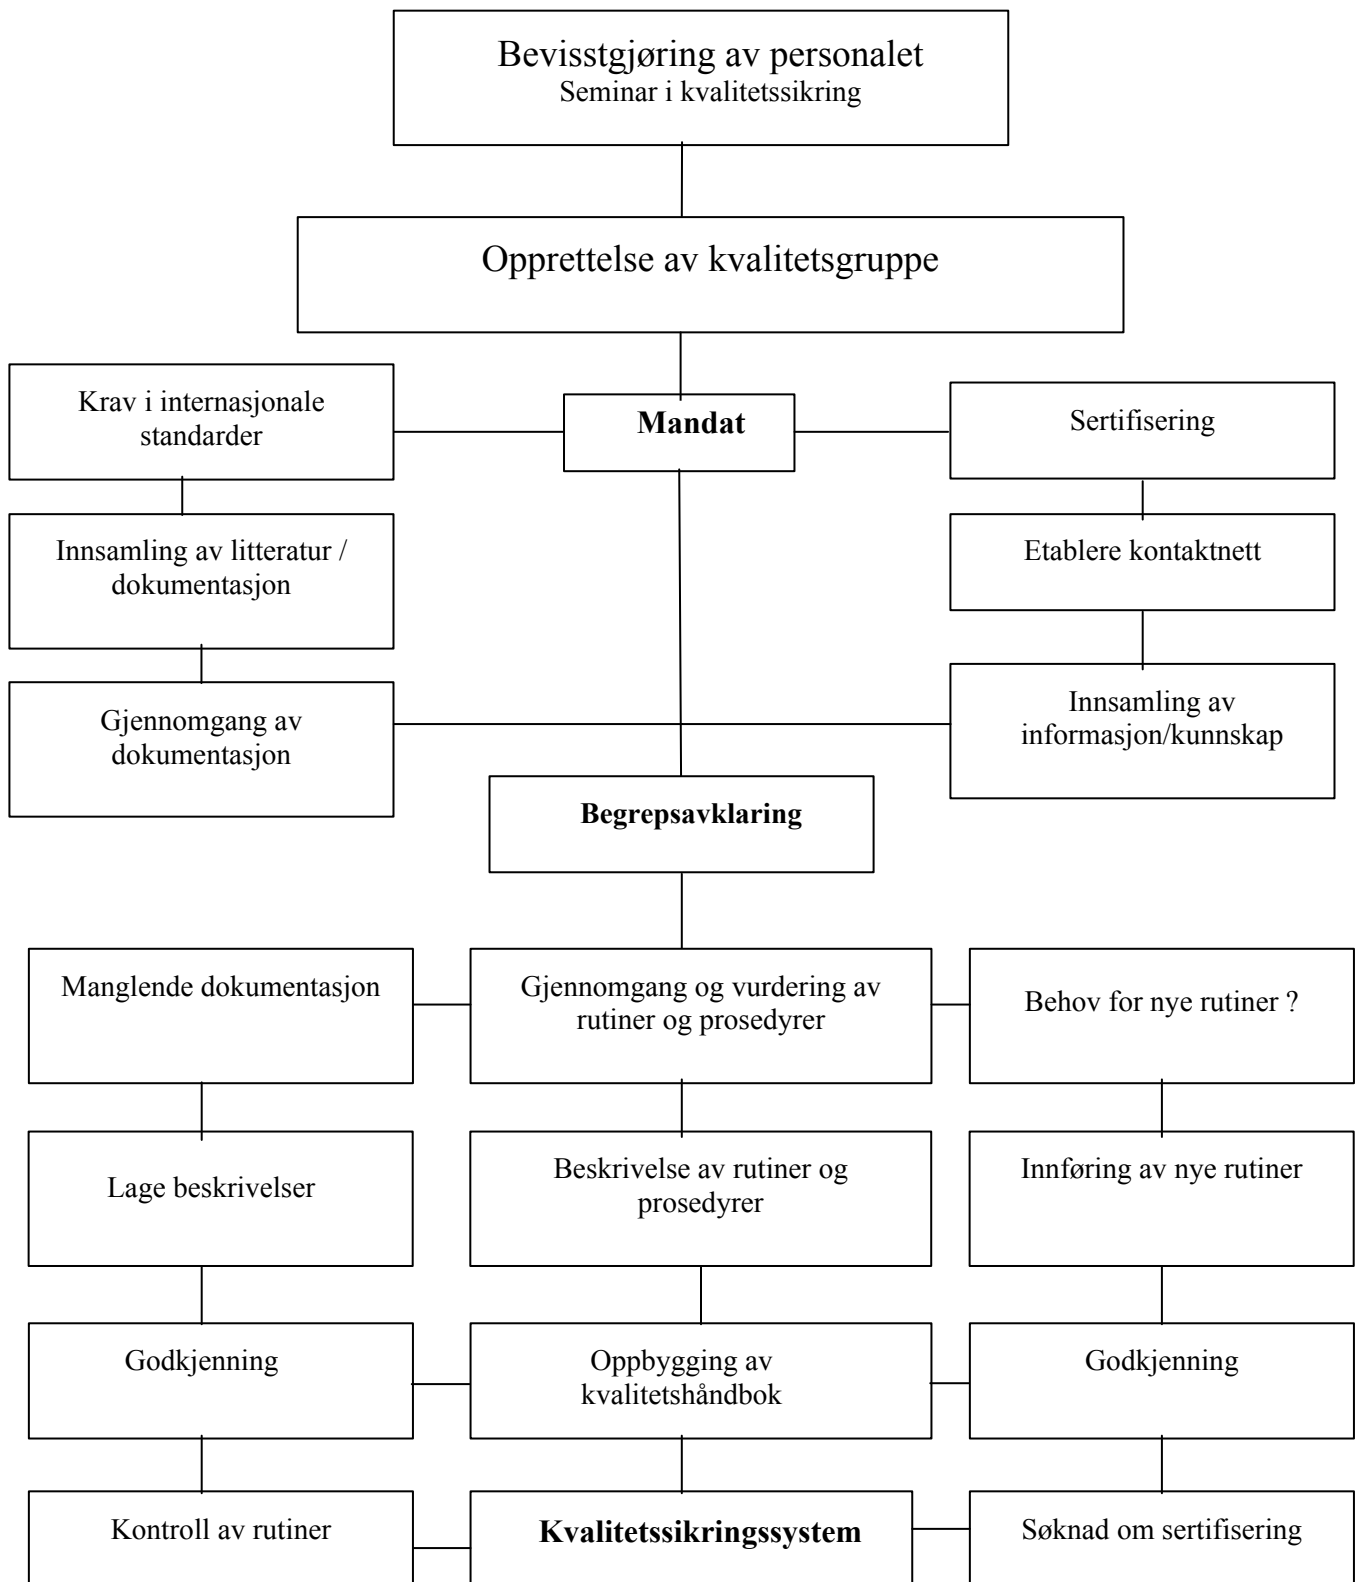 Bevisstgjøring av personalet
Seminar i kvalitetssikring
Opprettelse av kvalitetsgruppe
Krav i internasjonale
standarder
Mandat
Sertifisering
Innsamling av litteratur /
dokumentasjon
Etablere kontaktnett
Gjennomgang av
dokumentasjon
Innsamling av
informasjon/kunnskap
Begrepsavklaring
Manglende dokumentasjon
Gjennomgang og vurdering av
rutiner og prosedyrer
Behov for nye rutiner ?
Lage beskrivelser
Beskrivelse av rutiner og
prosedyrer
Innføring av nye rutiner
Godkjenning
Oppbygging av
kvalitetshåndbok
Godkjenning
Kontroll av rutiner
Kvalitetssikringssystem
Søknad om sertifisering